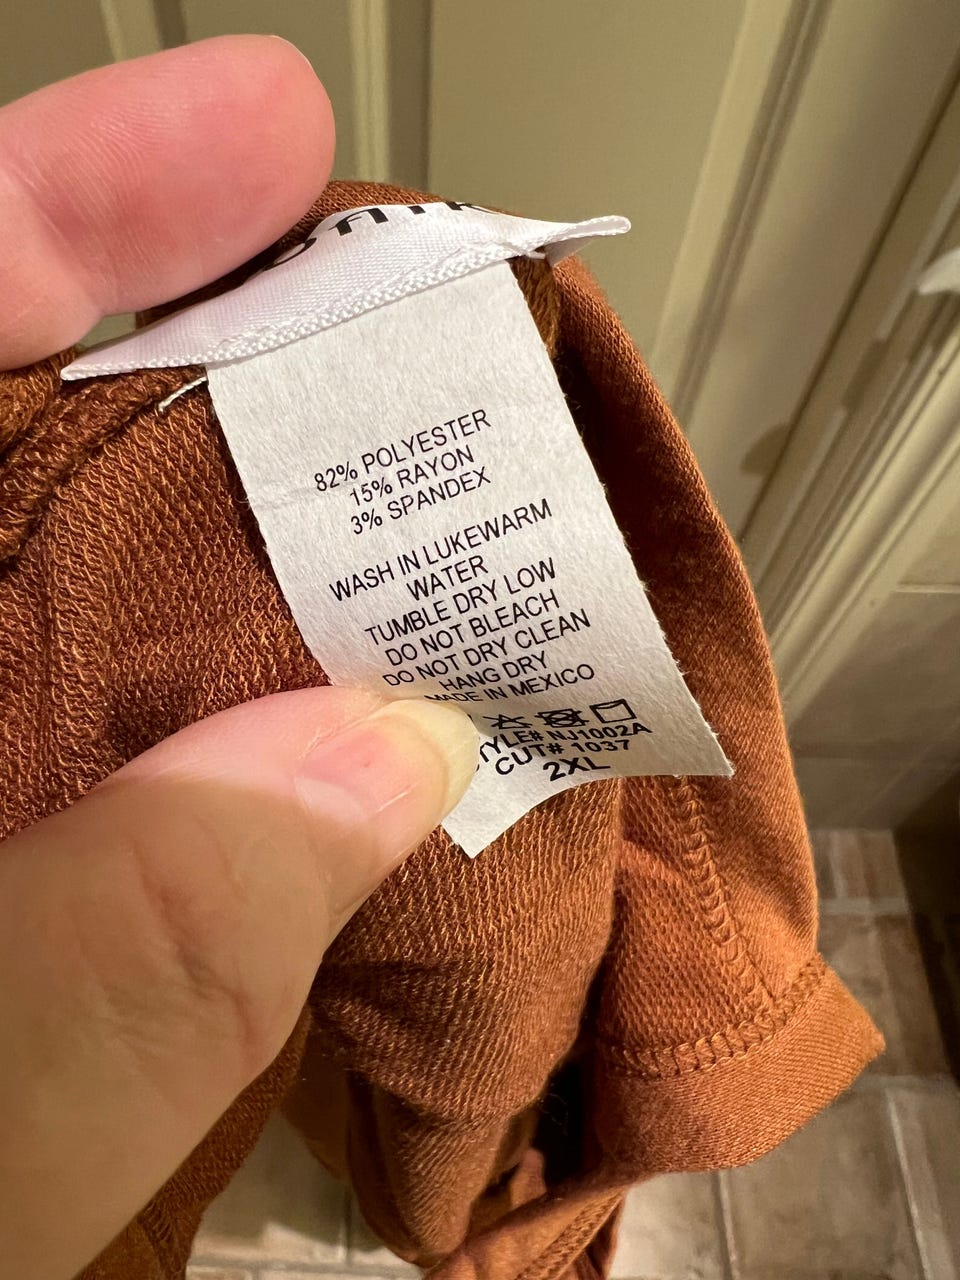 82% POLYESTER
15% RAYON
3% SPANDEX
WASH IN LUKEWARM
WATER
TUMBLE DRY LOW
DO NOT BLEACH
DO NOT DRY CLEAN
HANG DRY
MADE IN MEXICO
NJ1002A
CUT# 1037
2XL